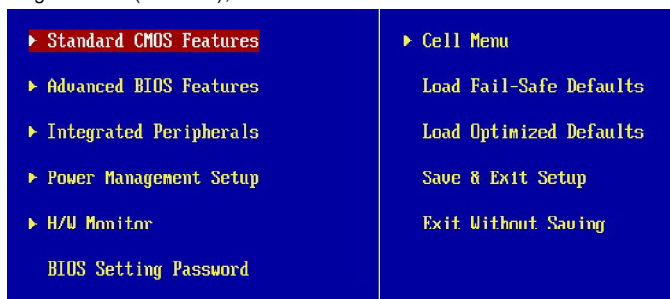 ▸ Standard CMOS Features
▸ Advanced BIOS Features
▸ Integrated Peripherals
▸ Power Management Setup
▸ H/W Monitor
BIOS Setting Password
▸ Cell Menu
Load Fail-Safe Defaults
Load Optimized Defaults
Save & Exit Setup
Exit Without Saving